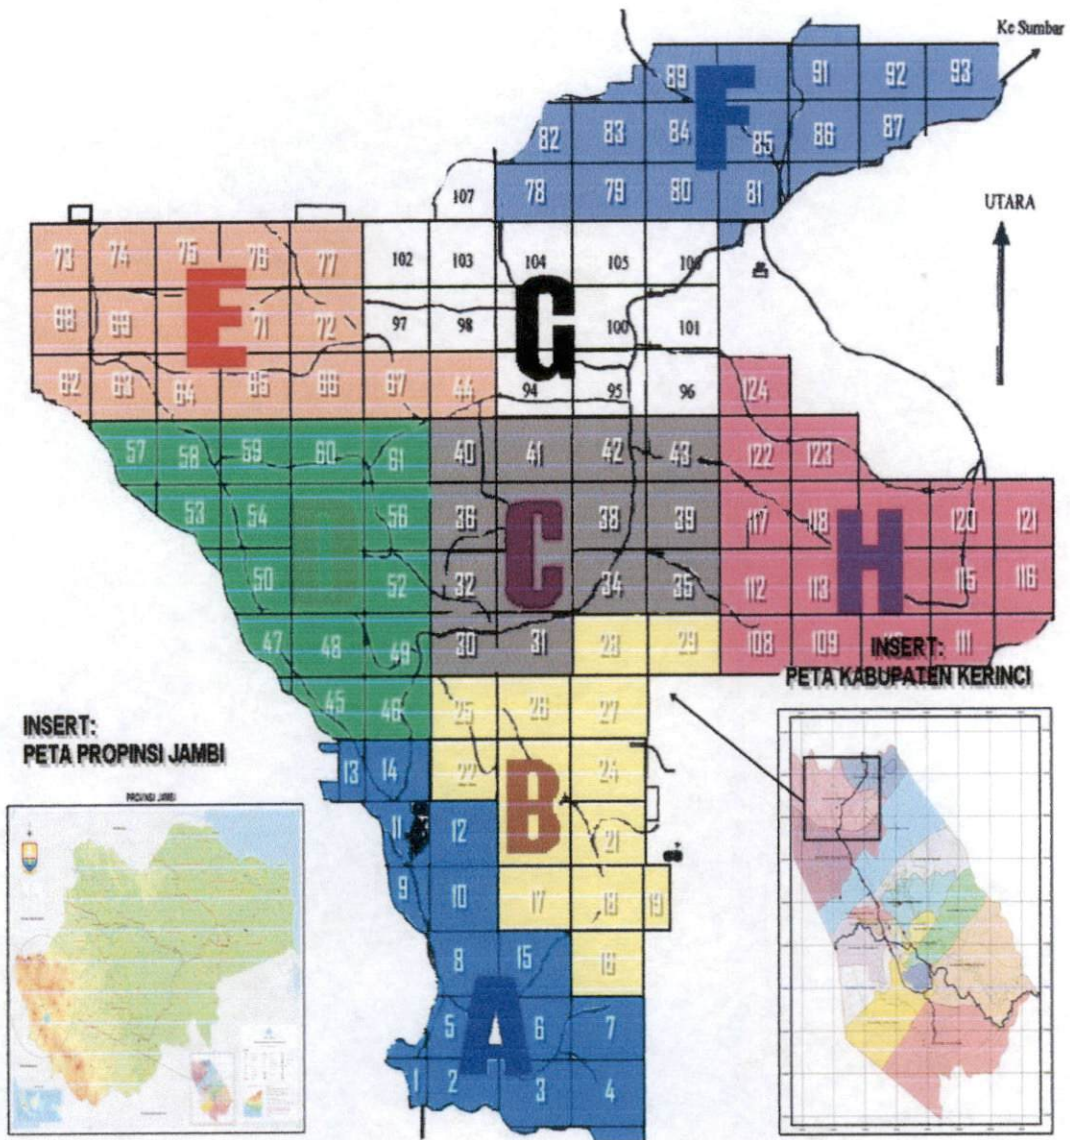 Ke Sumbar
89 91 92 93
F
82 83 84 85 86 87
107 78 79 80 81
UTARA
73 74 75 76 77 102 103 104 105 106
E G
68 69 71 72 97 98 100 101
62 63 64 65 66 67 44 94 95 96 124
57 58 59 60 61 40 41 42 43 122 123
53 54 56 36 38 39 117 118 120 121
D C H
50 52 32 34 35 112 113 115 116
47 48 49 30 31 28 29 108 109 111
INSERT:
PETA KABUPATEN KERINCI
45 46 25 26 27
INSERT:
PETA PROPINSI JAMBI
13 14 22 24
B
PROVINSI JAMBI
11 12 21
9 10 17 18 19
8 15 16
A
5 6 7
1 2 3 4